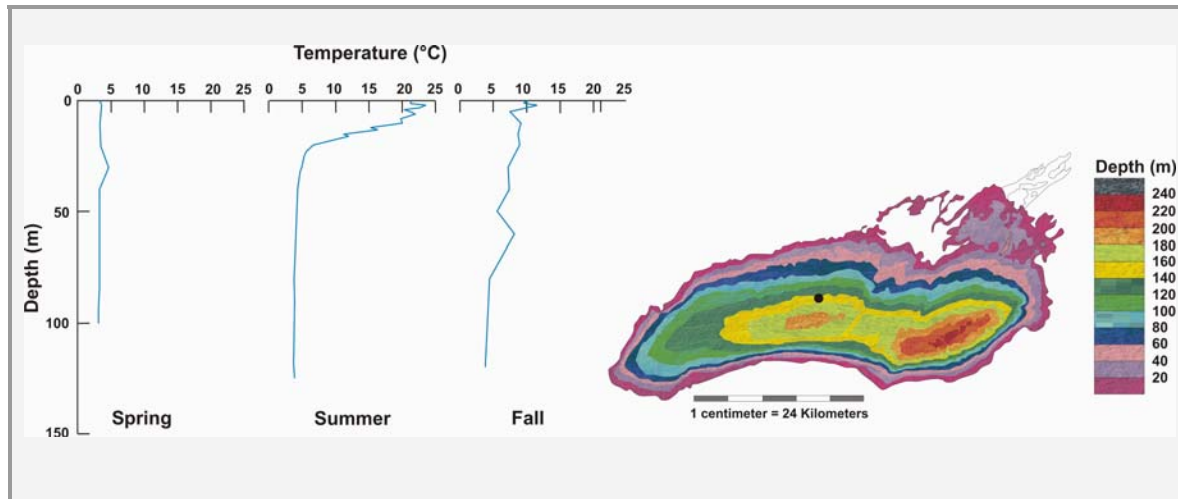 Temperature (°C)
0 5 10 15 20 25 0 5 10 15 20 25 0 5 10 15 20 25
0
50
100
150
Depth (m)
Spring
Summer
Fall
1 centimeter = 24 Kilometers
Depth (m)
240
220
200
180
160
140
120
100
80
60
40
20